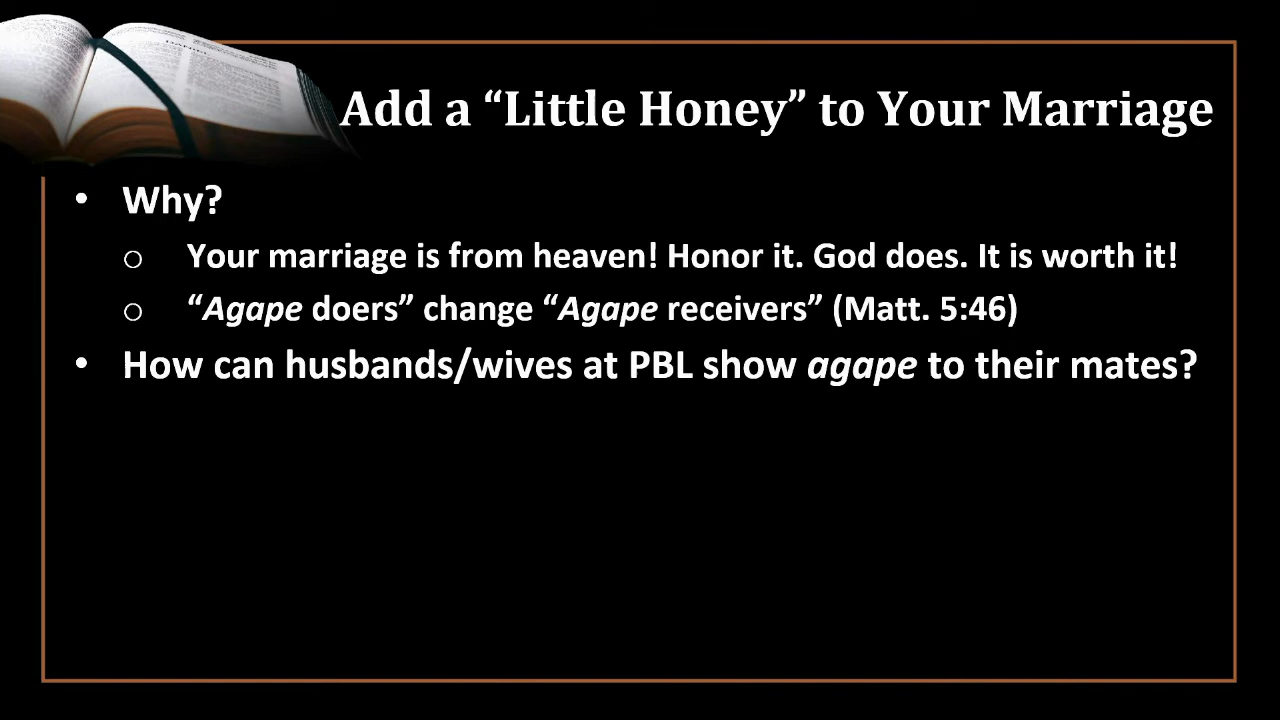 DANIEL
Add a “Little Honey” to Your Marriage
• Why?
o Your marriage is from heaven! Honor it. God does. It is worth it!
o “Agape doers” change “Agape receivers” (Matt. 5:46)
• How can husbands/wives at PBL show agape to their mates?